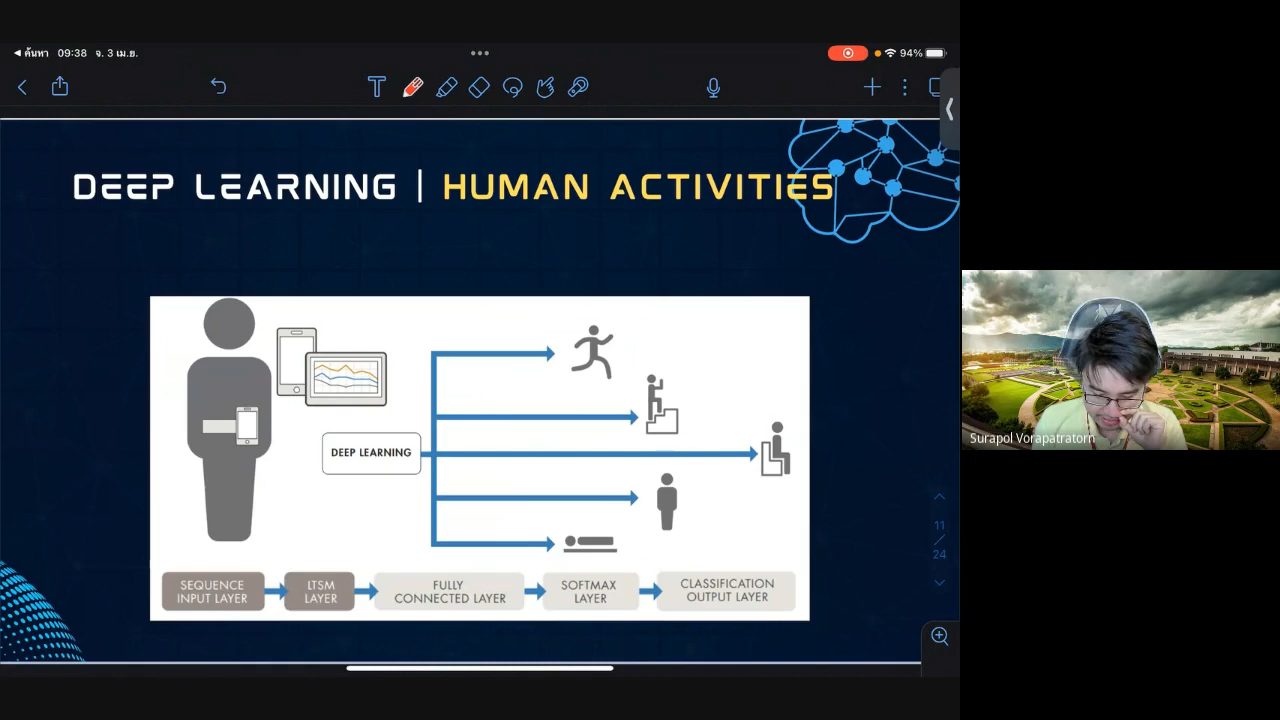 ค้นหา 09:38 จ. 3 เม.ย.
94%
DEEP LEARNING | HUMAN ACTIVITIES
DEEP LEARNING
SEQUENCE
INPUT LAYER
LTSM
LAYER
FULLY
CONNECTED LAYER
SOFTMAX
LAYER
CLASSIFICATION
OUTPUT LAYER
11
/
24
Surapol Vorapatratorn